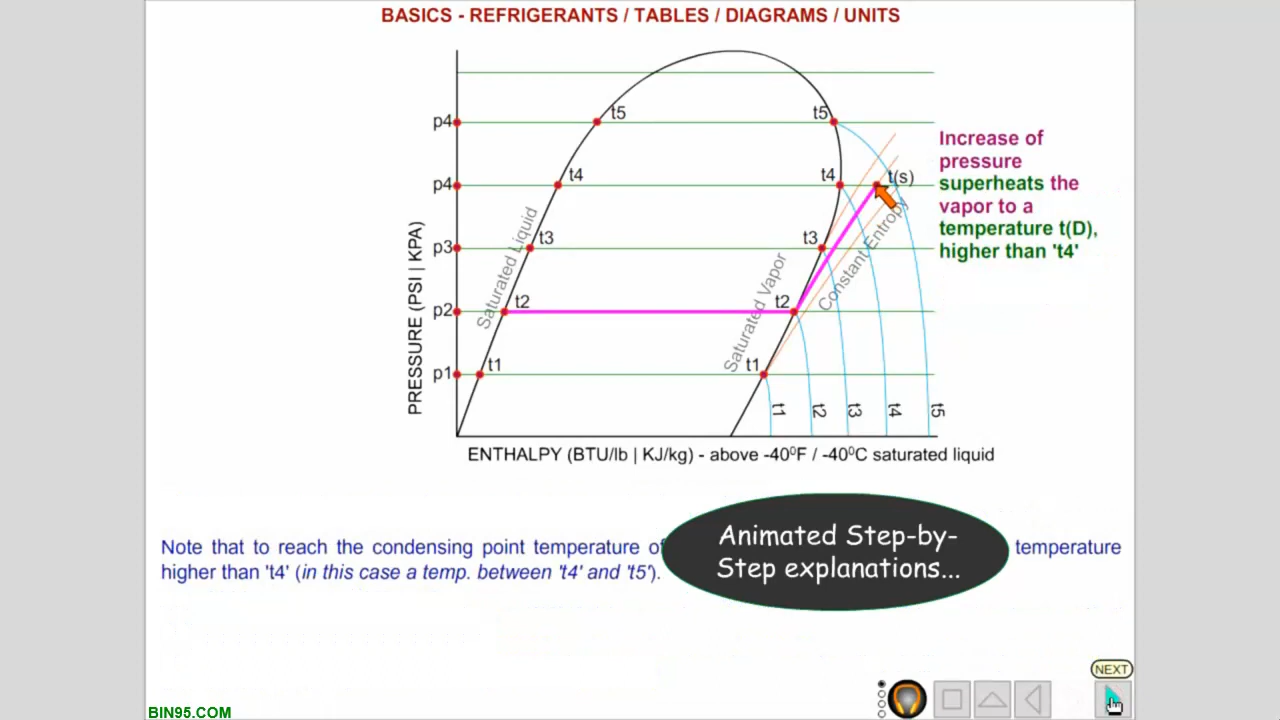 BASICS - REFRIGERANTS / TABLES / DIAGRAMS / UNITS
p4
t5
t5
p4
t4
t4
t(s)
p3
t3
t3
p2
t2
t2
p1
t1
t1
Saturated Liquid
Saturated Vapor
Constant Entropy
t1
t2
t3
t4
t5
PRESSURE (PSI | KPA)
ENTHALPY (BTU/lb | KJ/kg) - above -40⁰F / -40⁰C saturated liquid
Increase of
pressure
superheats the
vapor to a
temperature t(D),
higher than 't4'
Note that to reach the condensing point temperature of temperature
higher than 't4' (in this case a temp. between 't4' and 't5').
Animated Step-by-
Step explanations...
NEXT
BIN95.COM